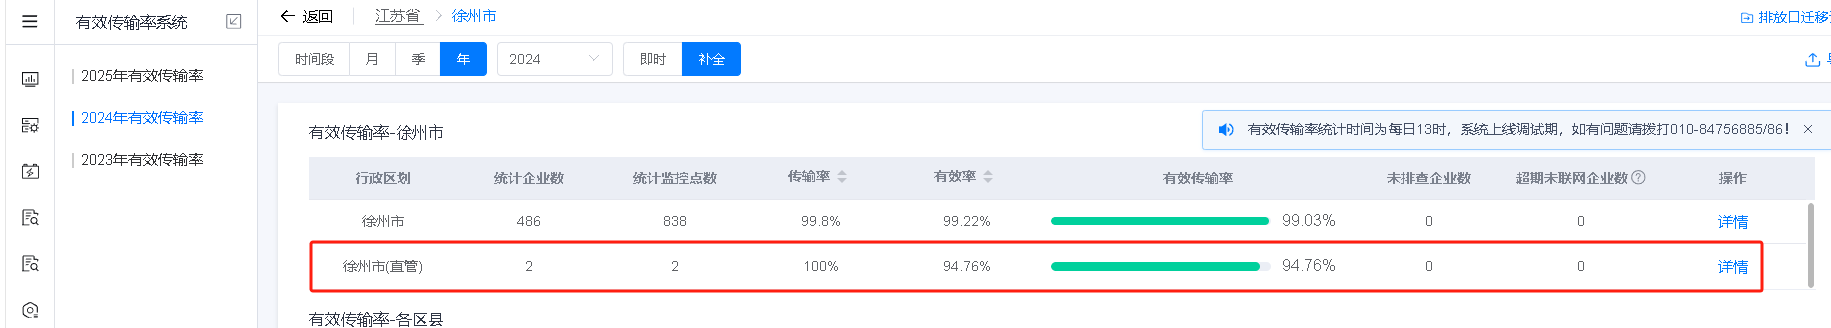 有效传输率系统
2025年有效传输率
2024年有效传输率
2023年有效传输率
返回 江苏省 > 徐州市
排放口迁移
时间段 月 季 年 2024 即时 补全
有效传输率-徐州市
有效传输率统计时间为每日13时，系统上线调试期，如有问题请拨打010-84756885/86！ ×
行政区划 统计企业数 统计监控点数 传输率 有效率 有效传输率 未排查企业数 超期未联网企业数 操作
徐州市 486 838 99.8% 99.22% 99.03% 0 0 详情
徐州市(直管) 2 2 100% 94.76% 94.76% 0 0 详情
有效传输率-各区县